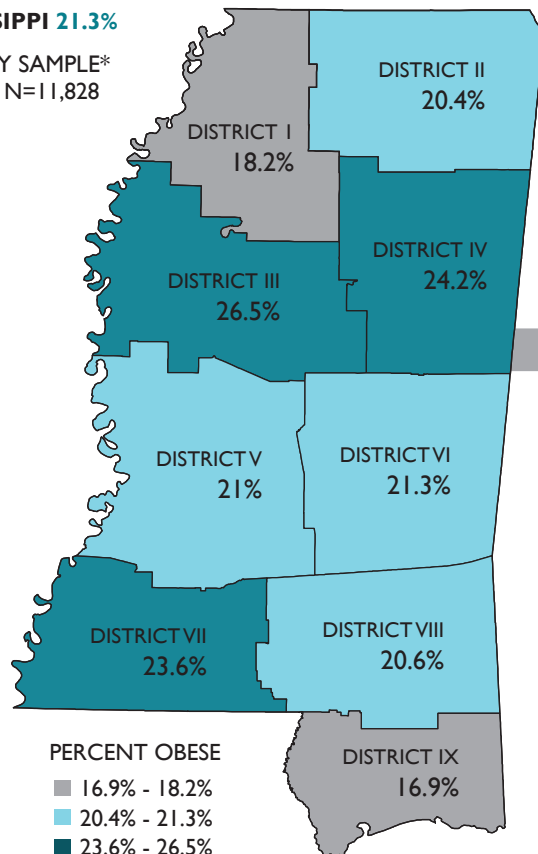 SIPPI 21.3%
Y SAMPLE*
N=11,828
DISTRICT II
20.4%
DISTRICT I
18.2%
DISTRICT IV
24.2%
DISTRICT III
26.5%
DISTRICT V
21%
DISTRICT VI
21.3%
DISTRICT VII
23.6%
DISTRICT VIII
20.6%
DISTRICT IX
16.9%
PERCENT OBESE
16.9% - 18.2%
20.4% - 21.3%
23.6% - 26.5%